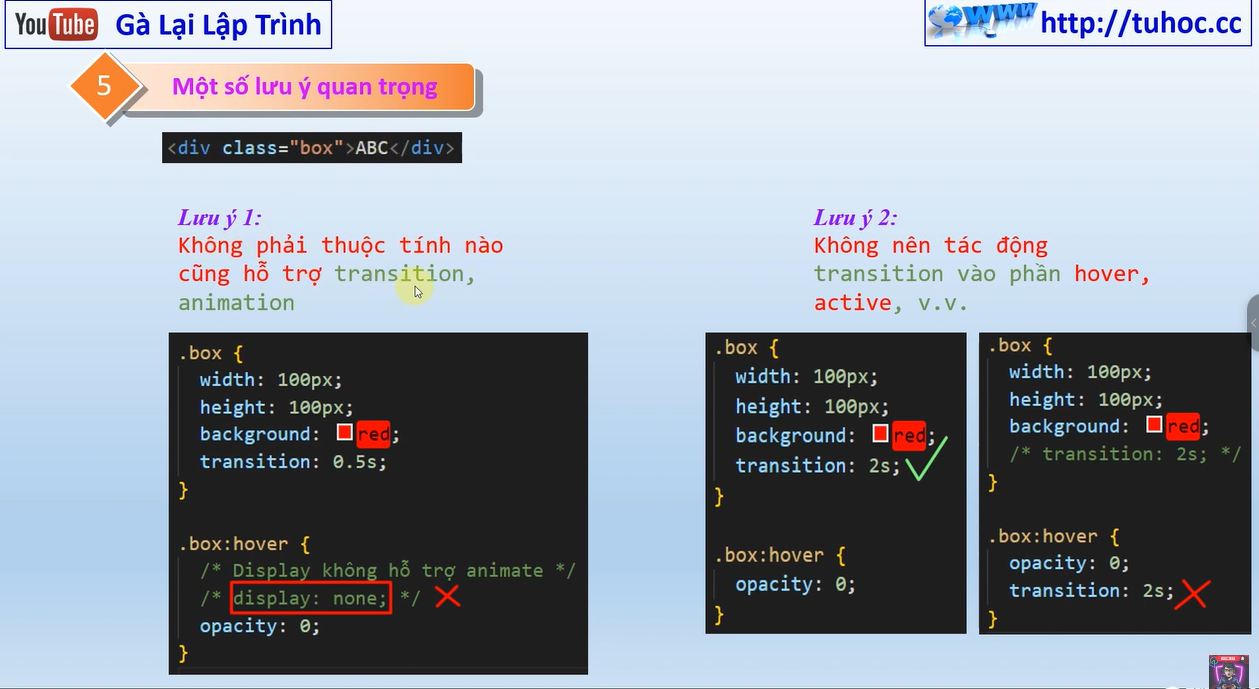 YouTube Gà Lại Lập Trình
www http://tuhoc.cc
5 Một số lưu ý quan trọng
<div class="box">ABC</div>
Lưu ý 1:
Không phải thuộc tính nào
cũng hỗ trợ transition,
animation
.box {
width: 100px;
height: 100px;
background: red;
transition: 0.5s;
}
.box:hover {
/* Display không hỗ trợ animate */
/* display: none; */
opacity: 0;
}
Lưu ý 2:
Không nên tác động
transition vào phần hover,
active, v.v.
.box {
width: 100px;
height: 100px;
background: red;
transition: 2s;
}
.box:hover {
opacity: 0;
}
.box {
width: 100px;
height: 100px;
background: red;
/* transition: 2s; */
}
.box:hover {
opacity: 0;
transition: 2s;
}